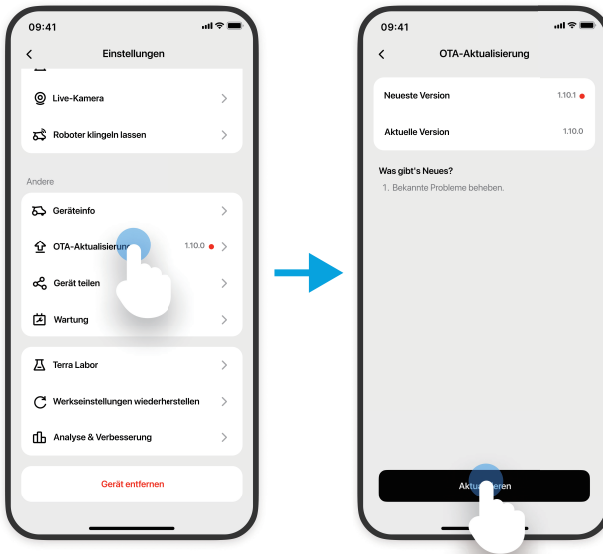 09:41
Einstellungen
Live-Kamera
Roboter klingeln lassen
Andere
Geräteinfo
OTA-Aktualisierung 1.10.0
Gerät teilen
Wartung
Terra Labor
Werkseinstellungen wiederherstellen
Analyse & Verbesserung
Gerät entfernen
09:41
OTA-Aktualisierung
Neueste Version 1.10.1
Aktuelle Version 1.10.0
Was gibt's Neues?
1. Bekannte Probleme beheben.
Aktualisieren